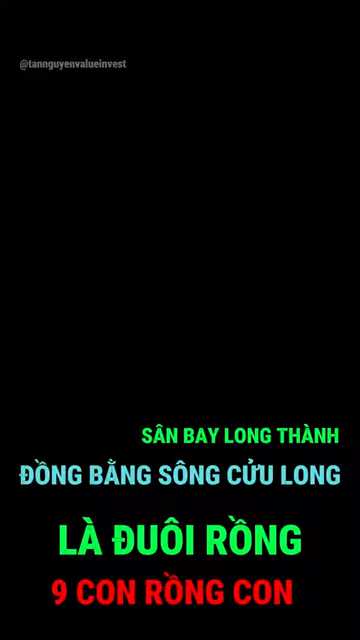 @tannguyenvalueinvest
SÂN BAY LONG THÀNH
ĐỒNG BẰNG SÔNG CỬU LONG
LÀ ĐUÔI RỒNG
9 CON RỒNG CON